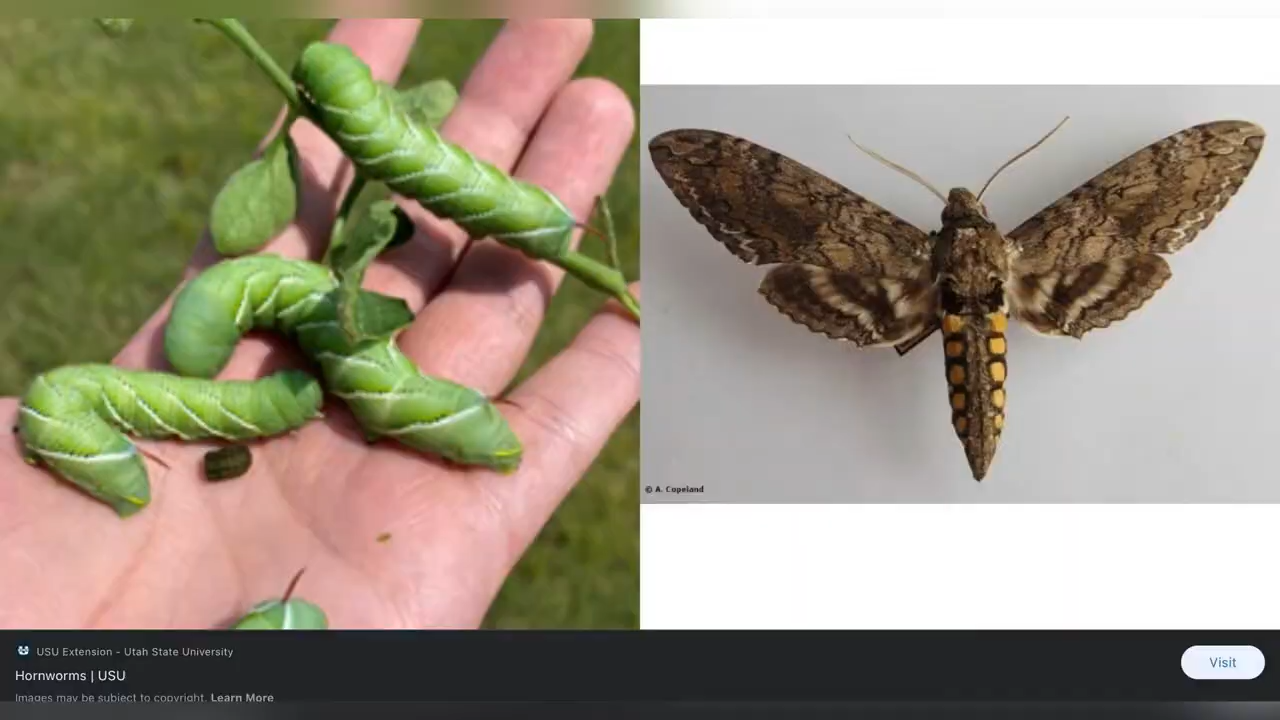 © A. Copeland
USU Extension - Utah State University
Hornworms | USU
Visit
Images may be subject to copyright. Learn More